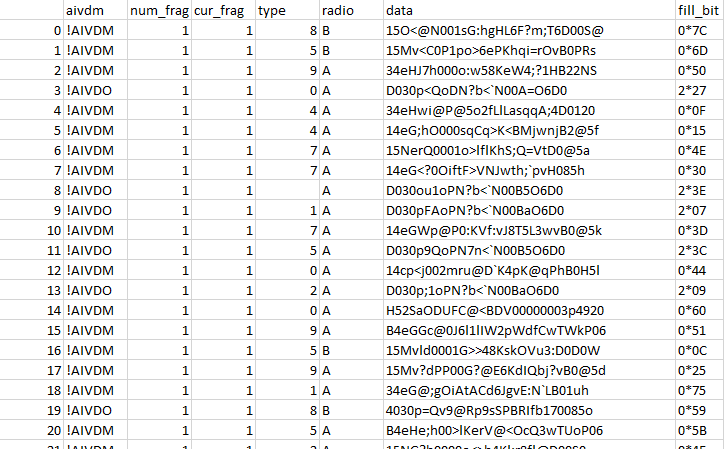 aivdm num_frag cur_frag type radio data fill_bit
0 !AIVDM 1 1 8 B 15O<@N001sG:hgHL6F?m;T6D00S@ 0*7C
1 !AIVDM 1 1 5 B 15Mv<C0P1po>6ePKhqi=rOvB0PRs 0*6D
2 !AIVDM 1 1 9 A 34eHJ7h000o:w58KeW4;?1HB22NS 0*50
3 !AIVDO 1 1 0 A D030p<QoDN?b<`N00A=O6D0 2*27
4 !AIVDM 1 1 4 A 34eHwi@P@5o2fLlLasqqA;4D0120 0*0F
5 !AIVDM 1 1 4 A 14eG;hO000sqCq>K<BMjwnjB2@5f 0*15
6 !AIVDM 1 1 7 A 15NerQ0001o>lflKhS;Q=VtD0@5a 0*4E
7 !AIVDM 1 1 7 A 14eG<?0OiftF>VNJwth;`pvH085h 0*30
8 !AIVDO 1 1 A D030ou1oPN?b<`N00B5O6D0 2*3E
9 !AIVDO 1 1 1 A D030pFAoPN?b<`N00BaO6D0 2*07
10 !AIVDM 1 1 7 A 14eGWp@P0:KVf:vJ8T5L3wvB0@5k 0*3D
11 !AIVDO 1 1 5 A D030p9QoPN7n<`N00B5O6D0 2*3C
12 !AIVDM 1 1 0 A 14cp<j002mru@D`K4pK@qPhB0H5l 0*44
13 !AIVDO 1 1 2 A D030p;1oPN?b<`N00BaO6D0 2*09
14 !AIVDM 1 1 0 A H52SaODUFC@<BDV00000003p4920 0*60
15 !AIVDM 1 1 9 A B4eGGc@0J6l1lIW2pWdfCwTWkP06 0*51
16 !AIVDM 1 1 5 B 15Mvld0001G>>48KskOVu3:D0D0W 0*0C
17 !AIVDM 1 1 9 A 15Mv?dPP00G?@E6KdIQbj?vB0@5d 0*25
18 !AIVDM 1 1 1 A 34eG@;gOiAtACd6JgvE:N`LB01uh 0*75
19 !AIVDO 1 1 8 B 4030p=Qv9@Rp9sSPBRIfb170085o 0*59
20 !AIVDM 1 1 5 A B4eHe;h00>lKerV@<OcQ3wTUoP06 0*5B